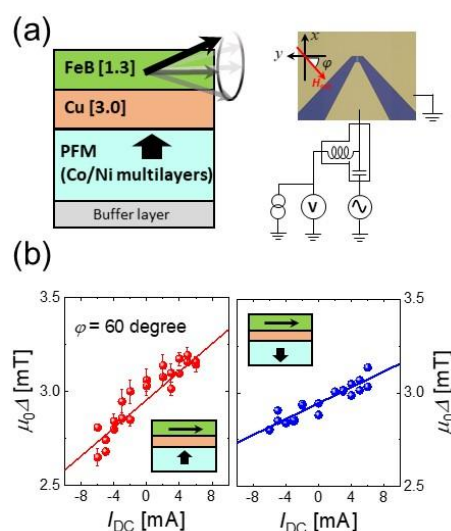 (a)
FeB [1.3]
Cu [3.0]
PFM
(Co/Ni multilayers)
Buffer layer
x
y
φ
V
(b)
μ₀Δ [mT]
3.5
3.0
2.5
φ = 60 degree
-8 -4 0 4 8
I_DC [mA]
-8 -4 0 4 8
I_DC [mA]
3.5
3.0
2.5
μ₀Δ [mT]